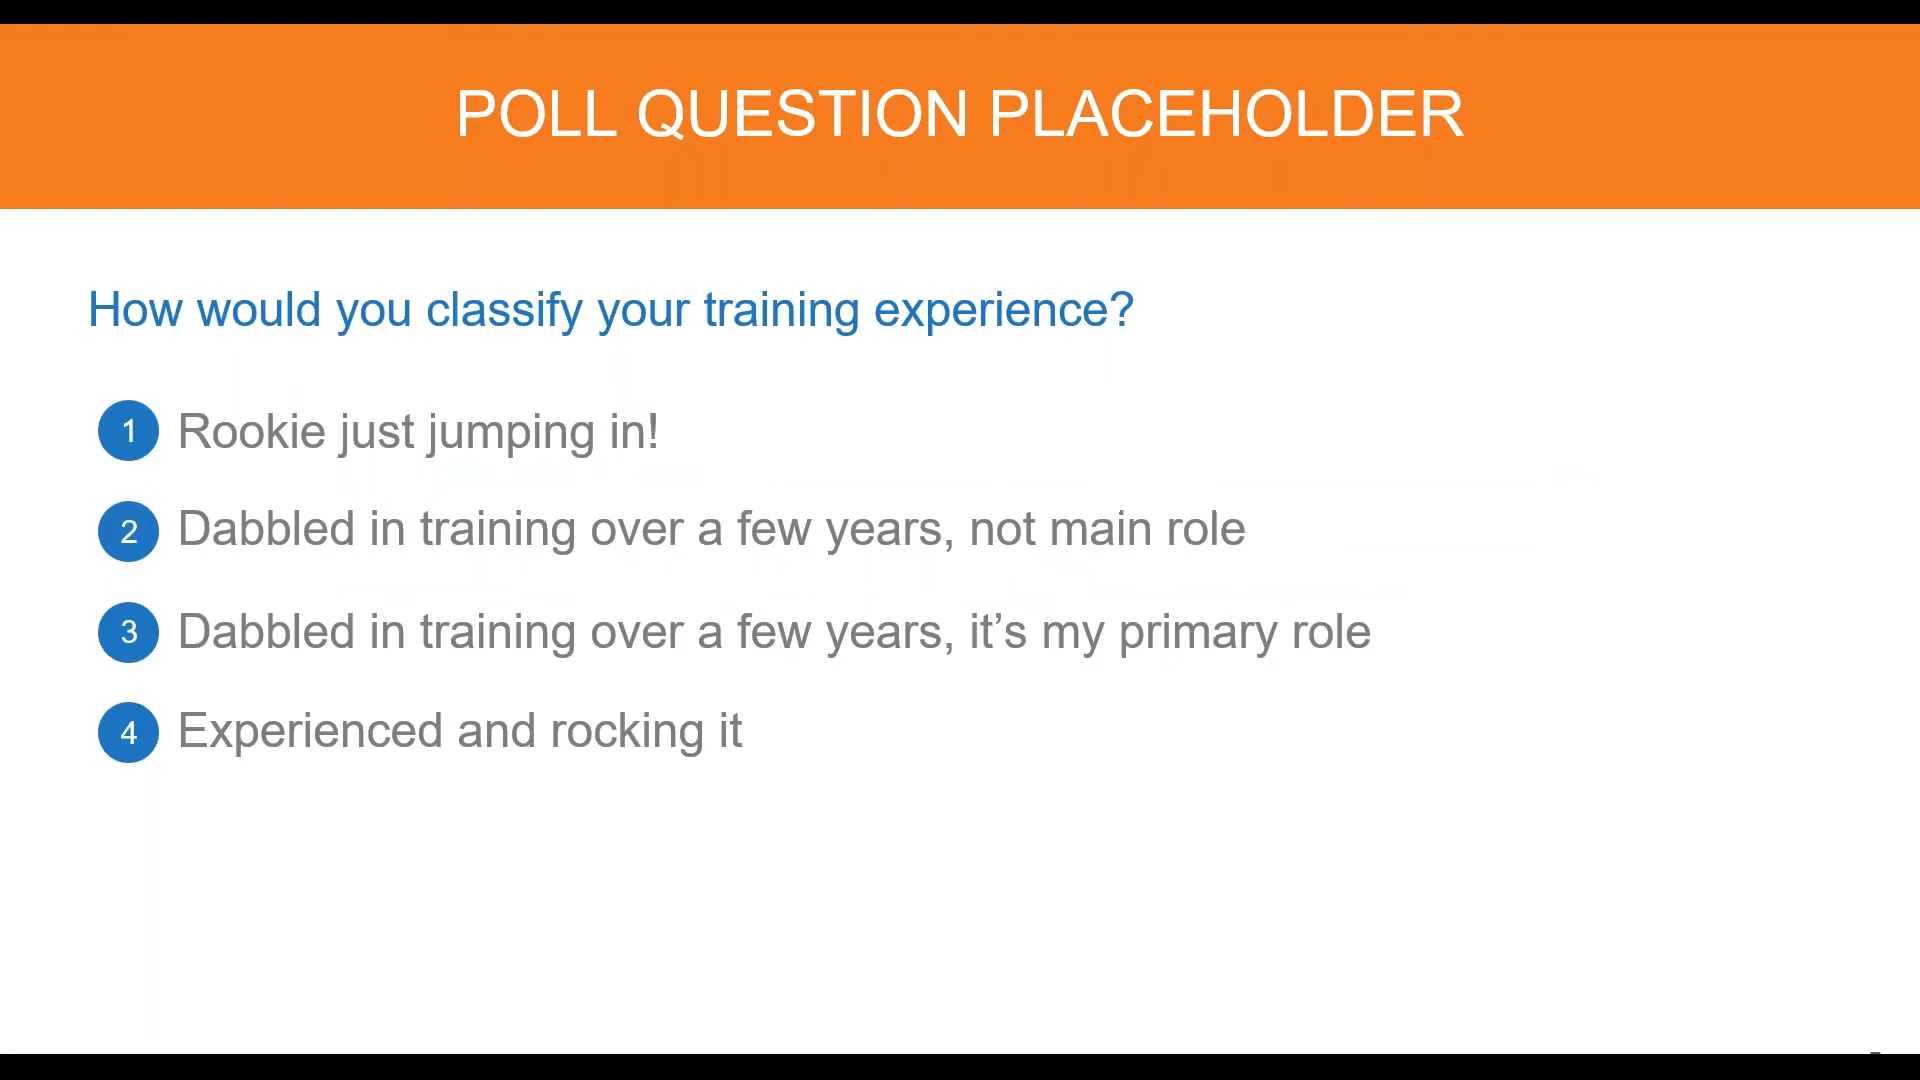 POLL QUESTION PLACEHOLDER
How would you classify your training experience?
1 Rookie just jumping in!
2 Dabbled in training over a few years, not main role
3 Dabbled in training over a few years, it’s my primary role
4 Experienced and rocking it